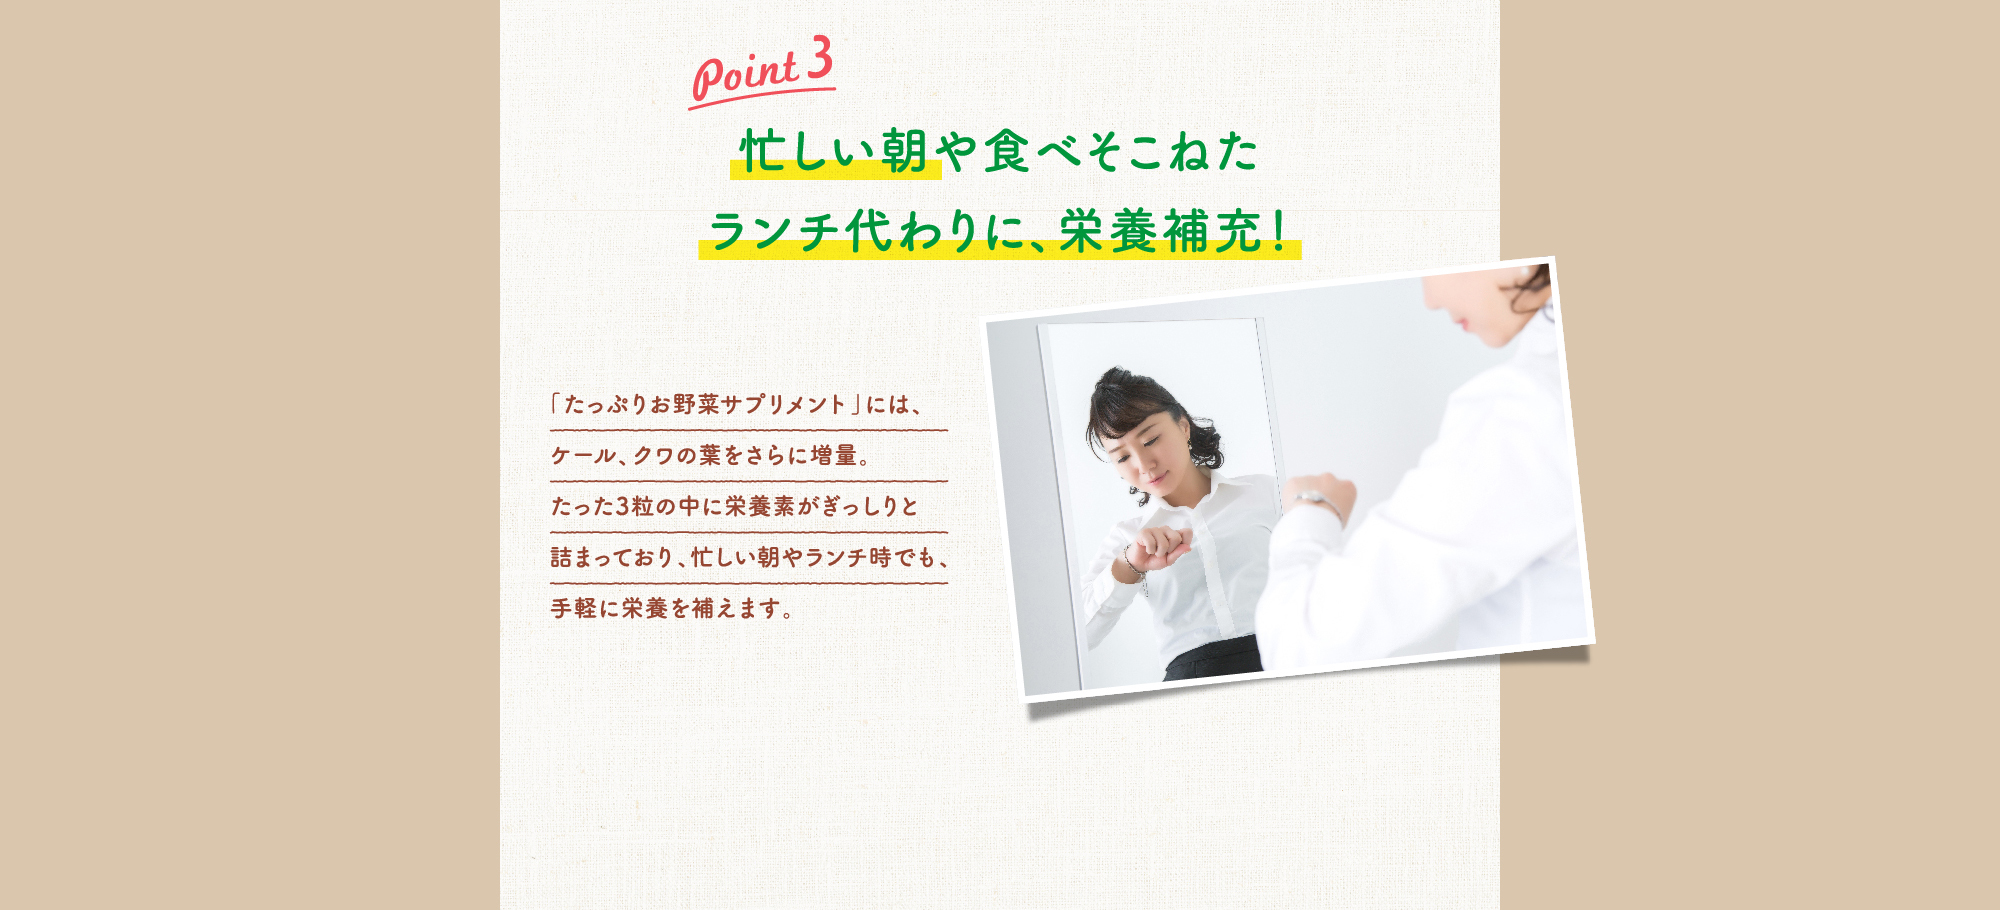 Point 3
忙しい朝や食べそこねた
ランチ代わりに、栄養補充！
「たっぷりお野菜サプリメント」には、
ケール、クワの葉をさらに増量。
たった3粒の中に栄養素がぎっしりと
詰まっており、忙しい朝やランチ時でも、
手軽に栄養を補えます。